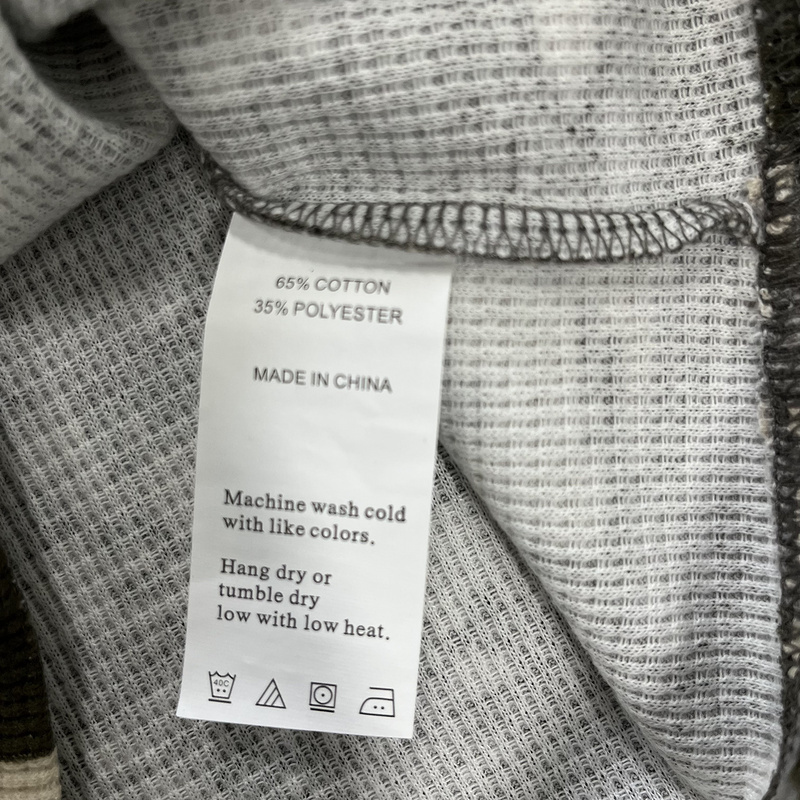 65% COTTON
35% POLYESTER
MADE IN CHINA
Machine wash cold
with like colors.
Hang dry or
tumble dry
low with low heat.
40C